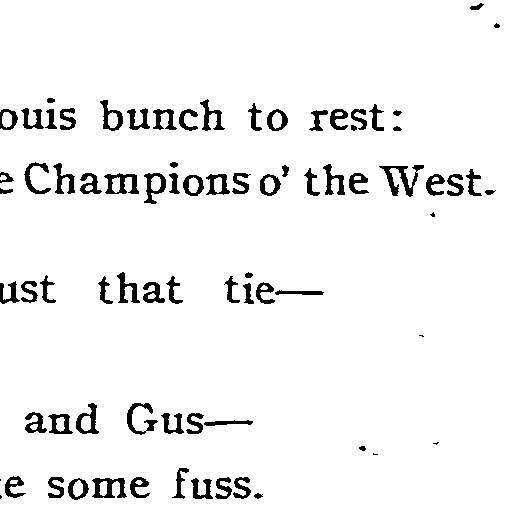 ouis bunch to rest:
e Champions o' the West.
ust that tie—
and Gus—
e some fuss.